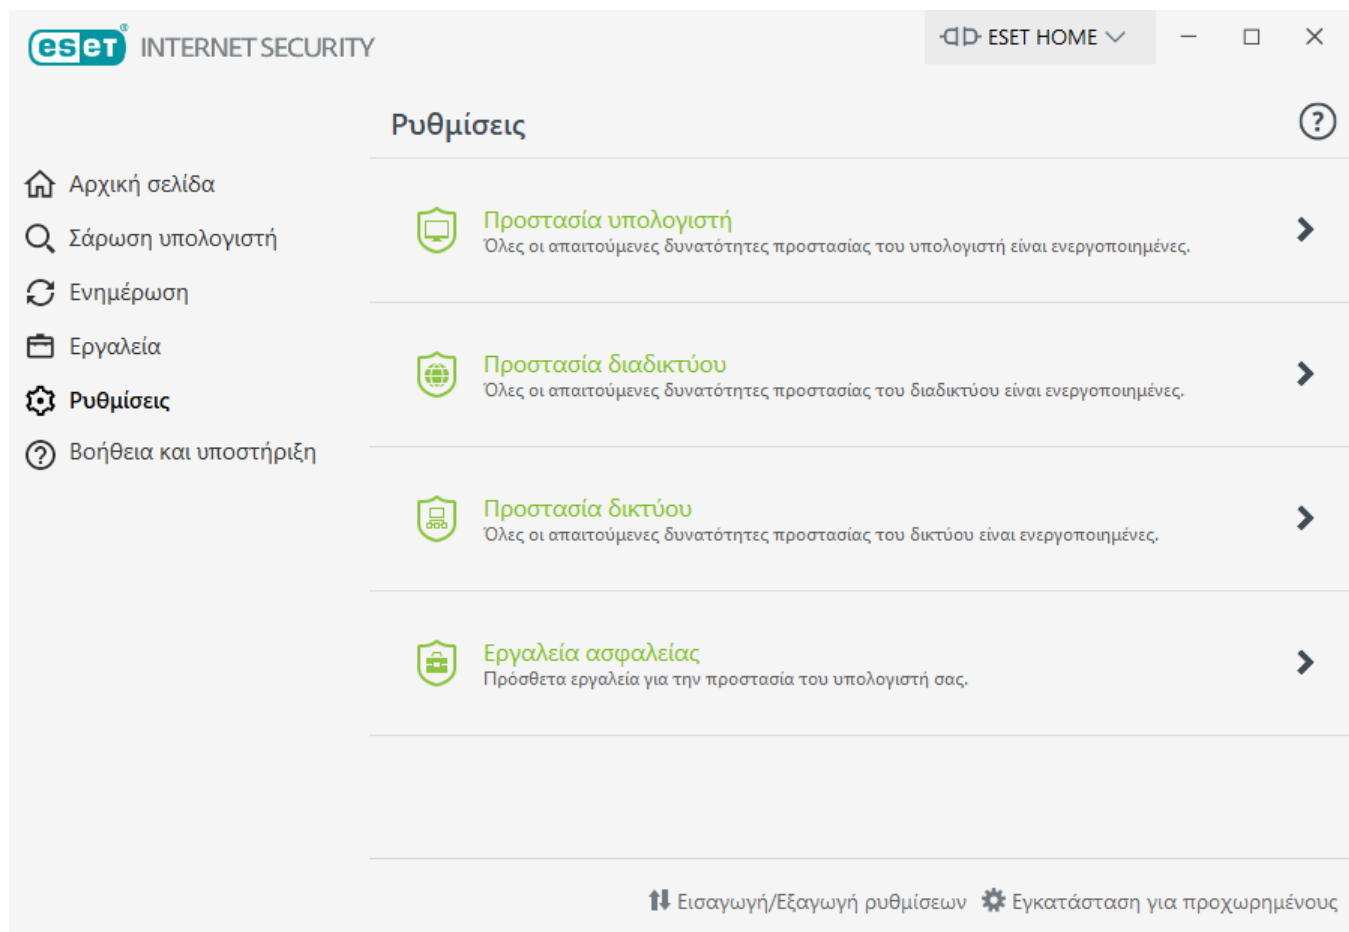 eset® INTERNET SECURITY
ESET HOME
Ρυθμίσεις
Αρχική σελίδα
Σάρωση υπολογιστή
Ενημέρωση
Εργαλεία
Ρυθμίσεις
Βοήθεια και υποστήριξη
Προστασία υπολογιστή
Όλες οι απαιτούμενες δυνατότητες προστασίας του υπολογιστή είναι ενεργοποιημένες.
Προστασία διαδικτύου
Όλες οι απαιτούμενες δυνατότητες προστασίας του διαδικτύου είναι ενεργοποιημένες.
Προστασία δικτύου
Όλες οι απαιτούμενες δυνατότητες προστασίας του δικτύου είναι ενεργοποιημένες.
Εργαλεία ασφαλείας
Πρόσθετα εργαλεία για την προστασία του υπολογιστή σας.
Εισαγωγή/Εξαγωγή ρυθμίσεων Εγκατάσταση για προχωρημένους